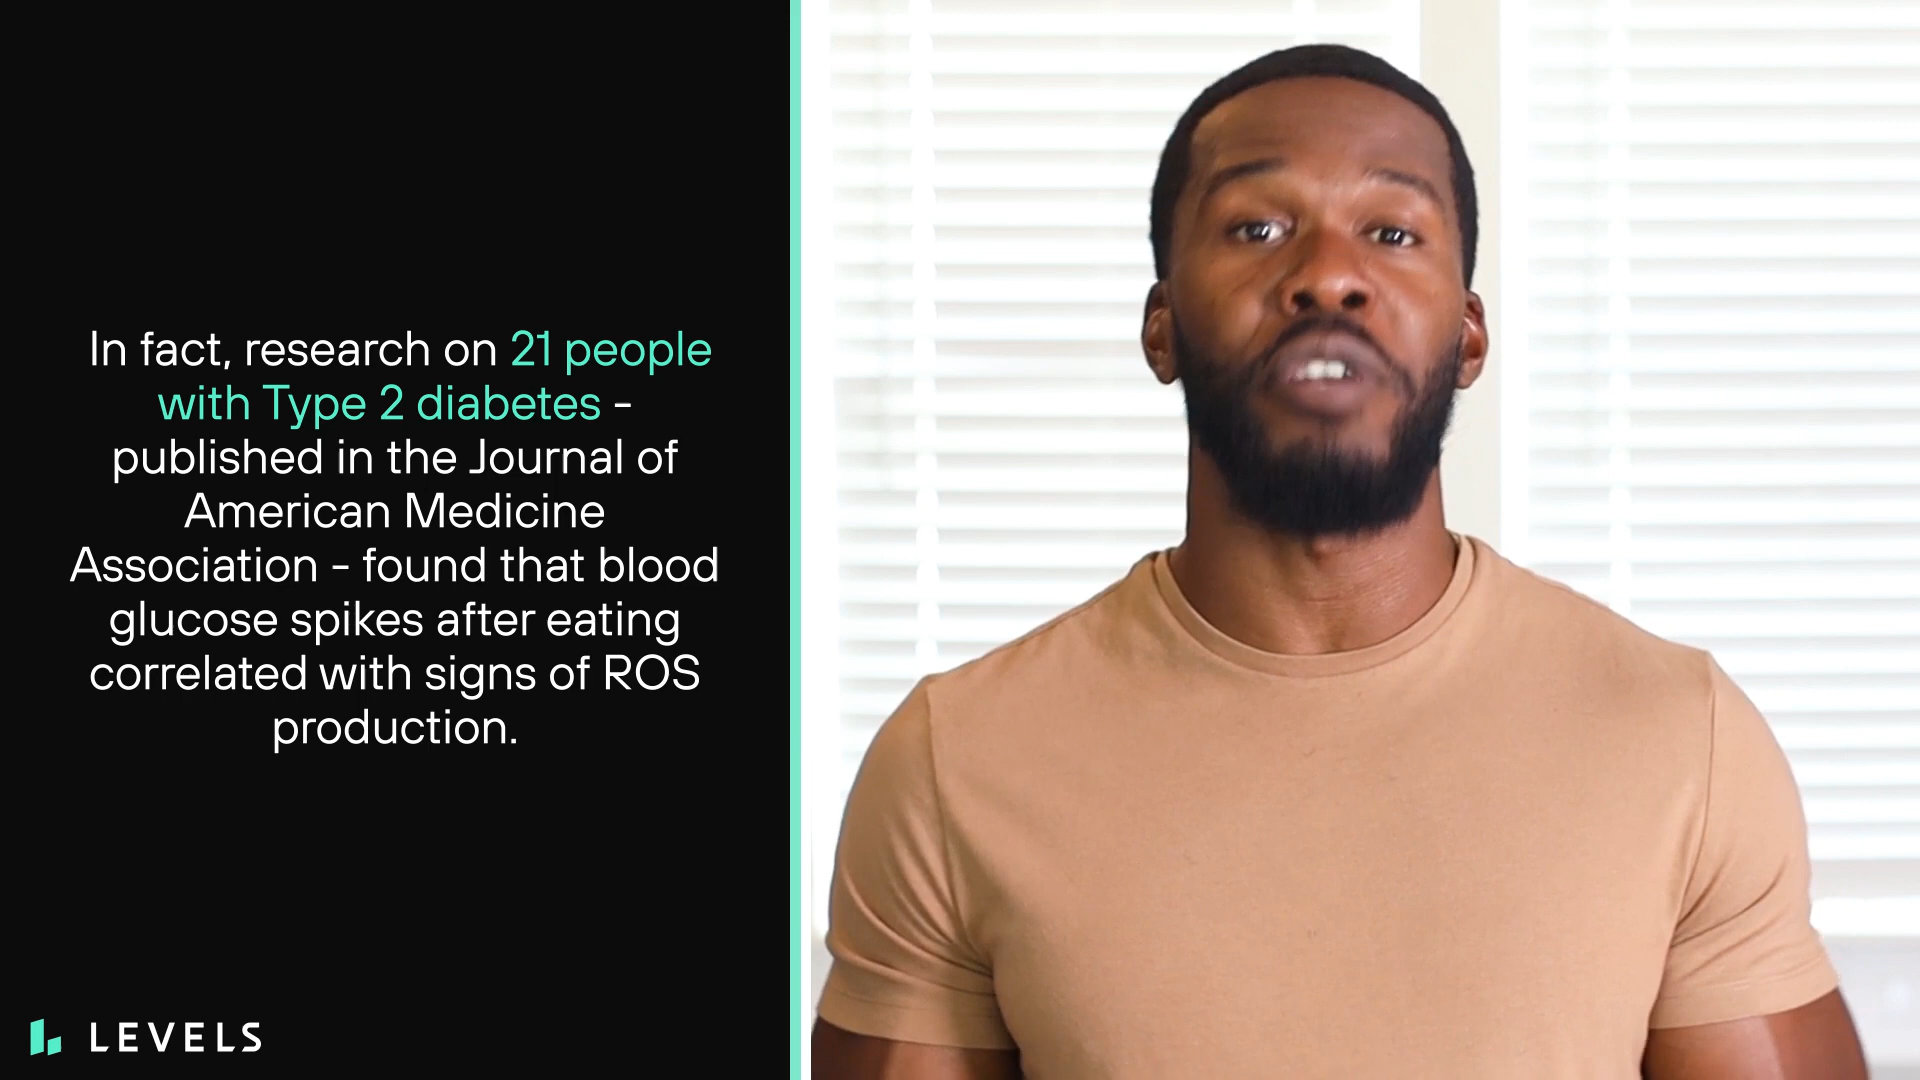 In fact, research on 21 people
with Type 2 diabetes -
published in the Journal of
American Medicine
Association - found that blood
glucose spikes after eating
correlated with signs of ROS
production.
LEVELS